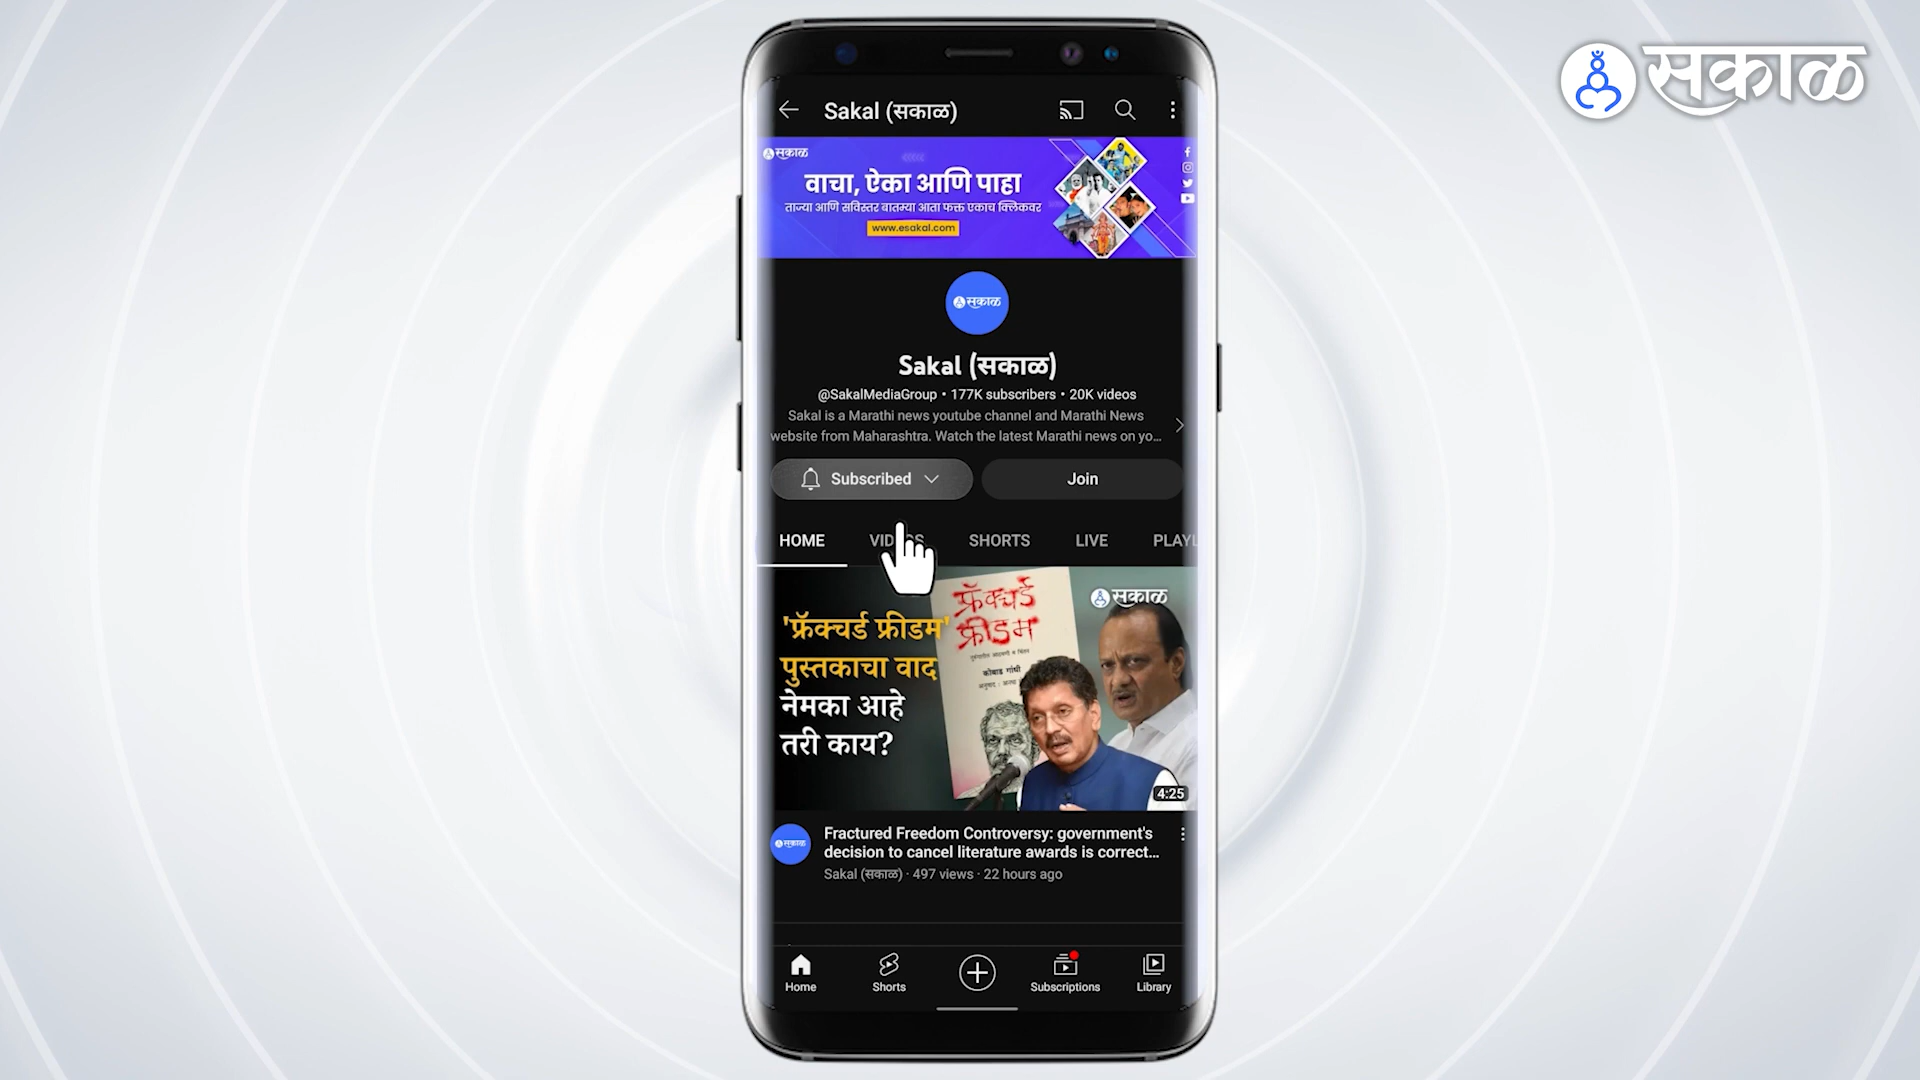 सकाळ
Sakal (सकाळ)
सकाळ
वाचा, ऐका आणि पाहा
ताज्या आणि सविस्तर बातम्या आता फक्त एकाच क्लिकवर
www.esakal.com
सकाळ
Sakal (सकाळ)
@SakalMediaGroup • 177K subscribers • 20K videos
Sakal is a Marathi news youtube channel and Marathi News
website from Maharashtra. Watch the latest Marathi news on yo...
Subscribed
Join
HOME VIDEOS SHORTS LIVE PLAYL
सकाळ
फ्रॅक्चर्ड
फ्रीडम
कोबाड गांधी
'फ्रॅक्चर्ड फ्रीडम'
पुस्तकाचा वाद
नेमका आहे
तरी काय?
4:25
सकाळ
Fractured Freedom Controversy: government's
decision to cancel literature awards is correct...
Sakal (सकाळ) · 497 views · 22 hours ago
Home Shorts Subscriptions Library